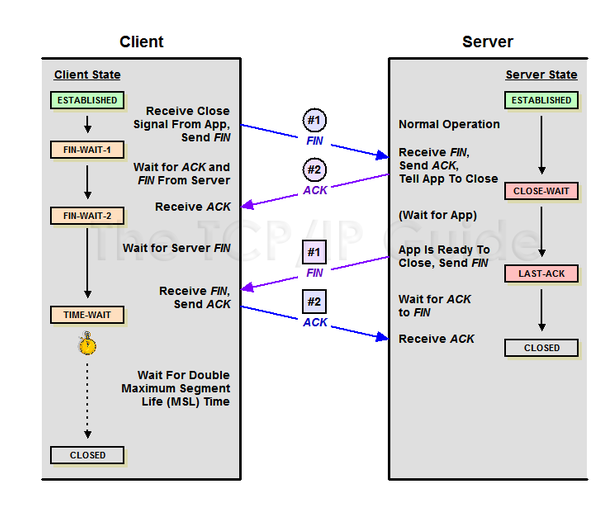 Client
Server
Client State
ESTABLISHED
Receive Close
Signal From App,
Send FIN
FIN-WAIT-1
Wait for ACK and
FIN From Server
Receive ACK
FIN-WAIT-2
Wait for Server FIN
Receive FIN,
Send ACK
TIME-WAIT
Wait For Double
Maximum Segment
Life (MSL) Time
CLOSED
#1
FIN
#2
ACK
#1
FIN
#2
ACK
Server State
ESTABLISHED
Normal Operation
Receive FIN,
Send ACK,
Tell App To Close
CLOSE-WAIT
(Wait for App)
App Is Ready To
Close, Send FIN
LAST-ACK
Wait for ACK
to FIN
Receive ACK
CLOSED
The TCP/IP Guide